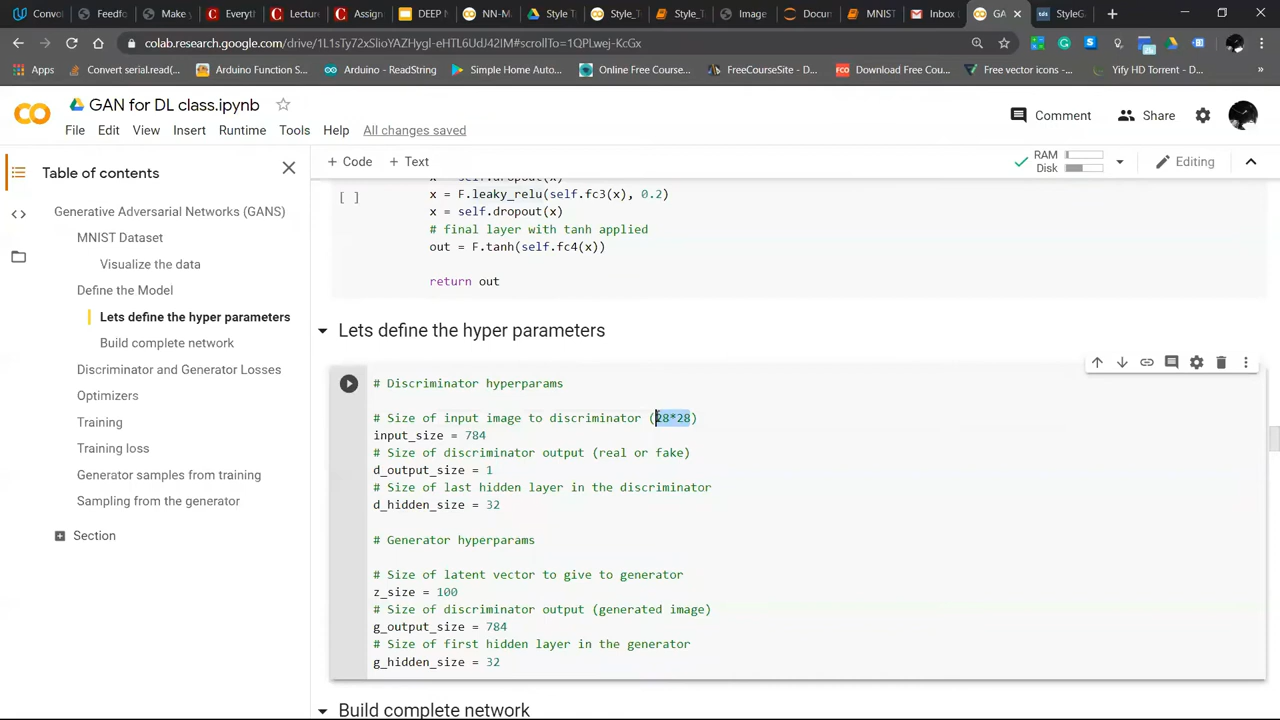 Convo
Feedfo
Make y
Everyth
Lecture
Assign
DEEP N
NN-M
Style T
Style_T
Style_T
Image
Docum
MNIST
Inbox (
GA
StyleG
colab.research.google.com/drive/1L1sTy72xSlioYAZHygl-eHTL6UdJ42IM#scrollTo=1QPLwej-KcGx
Apps
Convert serial.read(...
Arduino Function S...
Arduino - ReadString
Simple Home Auto...
Online Free Course...
FreeCourseSite - D...
Download Free Cou...
Free vector icons -...
Yify HD Torrent - D...
»
GAN for DL class.ipynb
Comment
Share
File Edit View Insert Runtime Tools Help All changes saved
Table of contents
+ Code + Text
RAM
Disk
Editing
Generative Adversarial Networks (GANS)
MNIST Dataset
Visualize the data
Define the Model
Lets define the hyper parameters
Build complete network
Discriminator and Generator Losses
Optimizers
Training
Training loss
Generator samples from training
Sampling from the generator
Section
x = self.dropout(x)
[ ]
x = F.leaky_relu(self.fc3(x), 0.2)
x = self.dropout(x)
# final layer with tanh applied
out = F.tanh(self.fc4(x))
return out
Lets define the hyper parameters
# Discriminator hyperparams
# Size of input image to discriminator (28*28)
input_size = 784
# Size of discriminator output (real or fake)
d_output_size = 1
# Size of last hidden layer in the discriminator
d_hidden_size = 32
# Generator hyperparams
# Size of latent vector to give to generator
z_size = 100
# Size of discriminator output (generated image)
g_output_size = 784
# Size of first hidden layer in the generator
g_hidden_size = 32
Build complete network